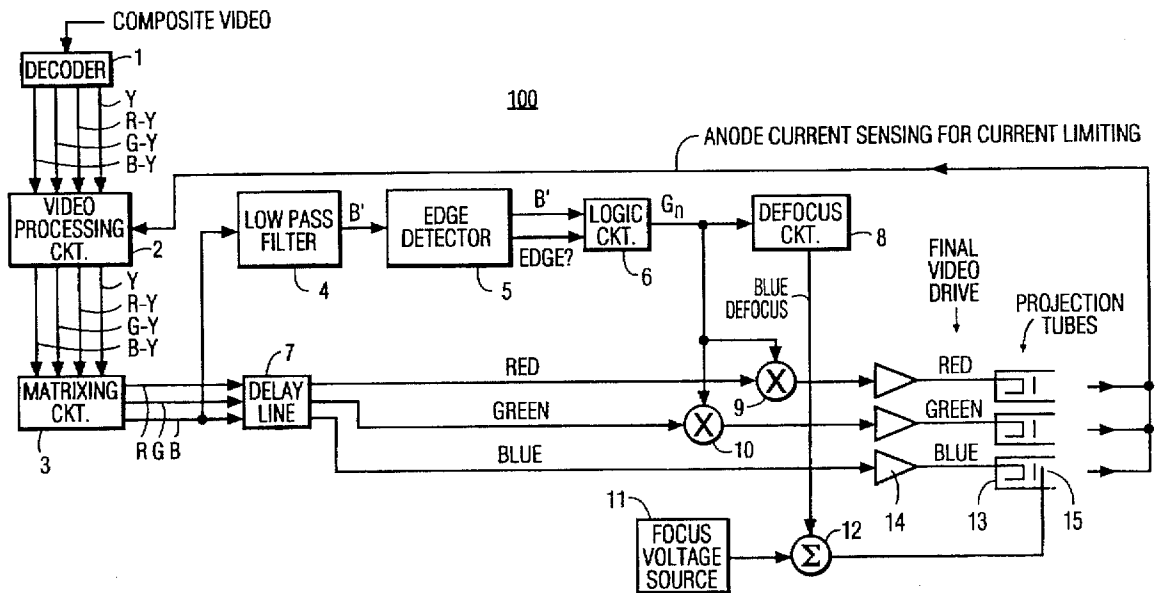 COMPOSITE VIDEO
1
DECODER
Y
R-Y
G-Y
B-Y
100
ANODE CURRENT SENSING FOR CURRENT LIMITING
VIDEO
PROCESSING
CKT.
2
LOW PASS
FILTER
4
B'
EDGE
DETECTOR
5
B'
EDGE?
LOGIC
CKT.
6
Gn
DEFOCUS
CKT.
8
BLUE
DEFOCUS
FINAL
VIDEO
DRIVE
PROJECTION
TUBES
Y
R-Y
G-Y
B-Y
MATRIXING
CKT.
3
R G B
7
DELAY
LINE
RED
GREEN
BLUE
X
9
X
10
RED
GREEN
BLUE
14
13
15
11
FOCUS
VOLTAGE
SOURCE
12
Σ